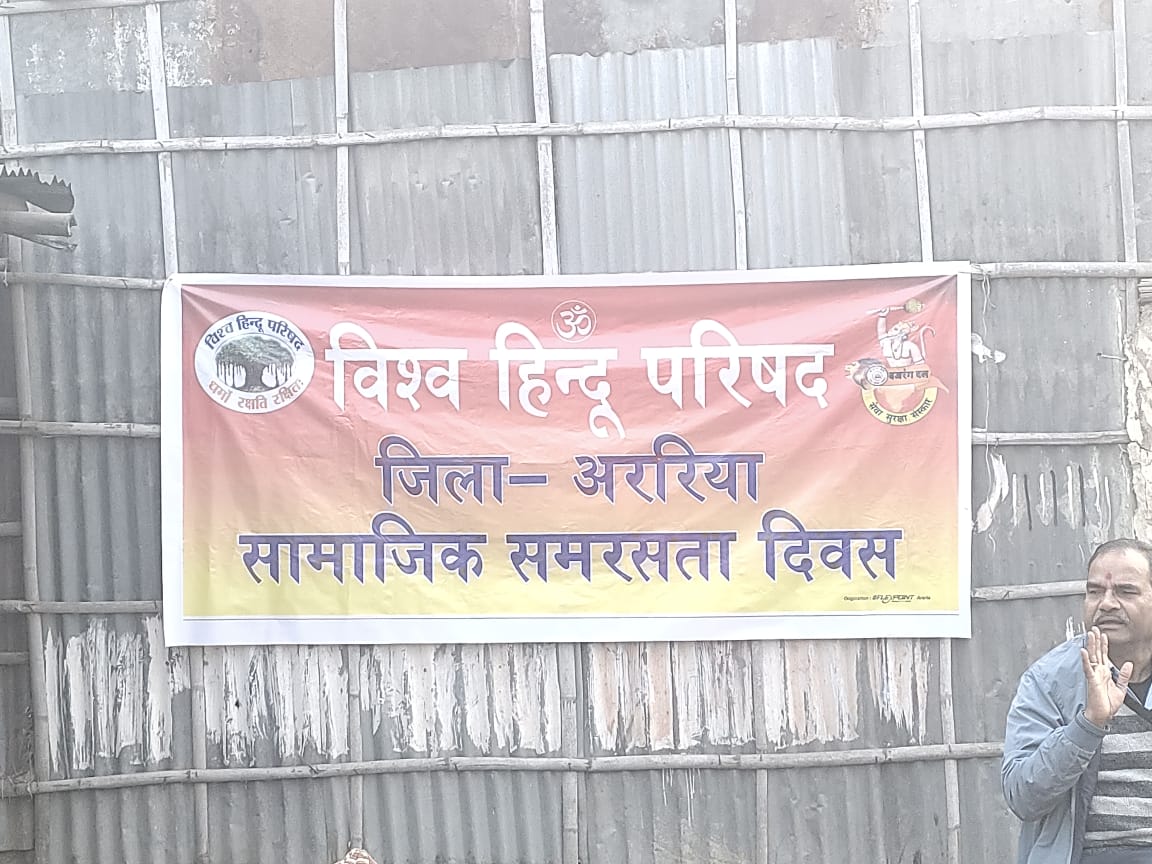 ॐ
विश्व हिन्दू परिषद
धर्मो रक्षति रक्षितः
विश्व हिन्दू परिषद
बजरंग दल
सेवा सुरक्षा संस्कार
जिला– अररिया
सामाजिक समरसता दिवस